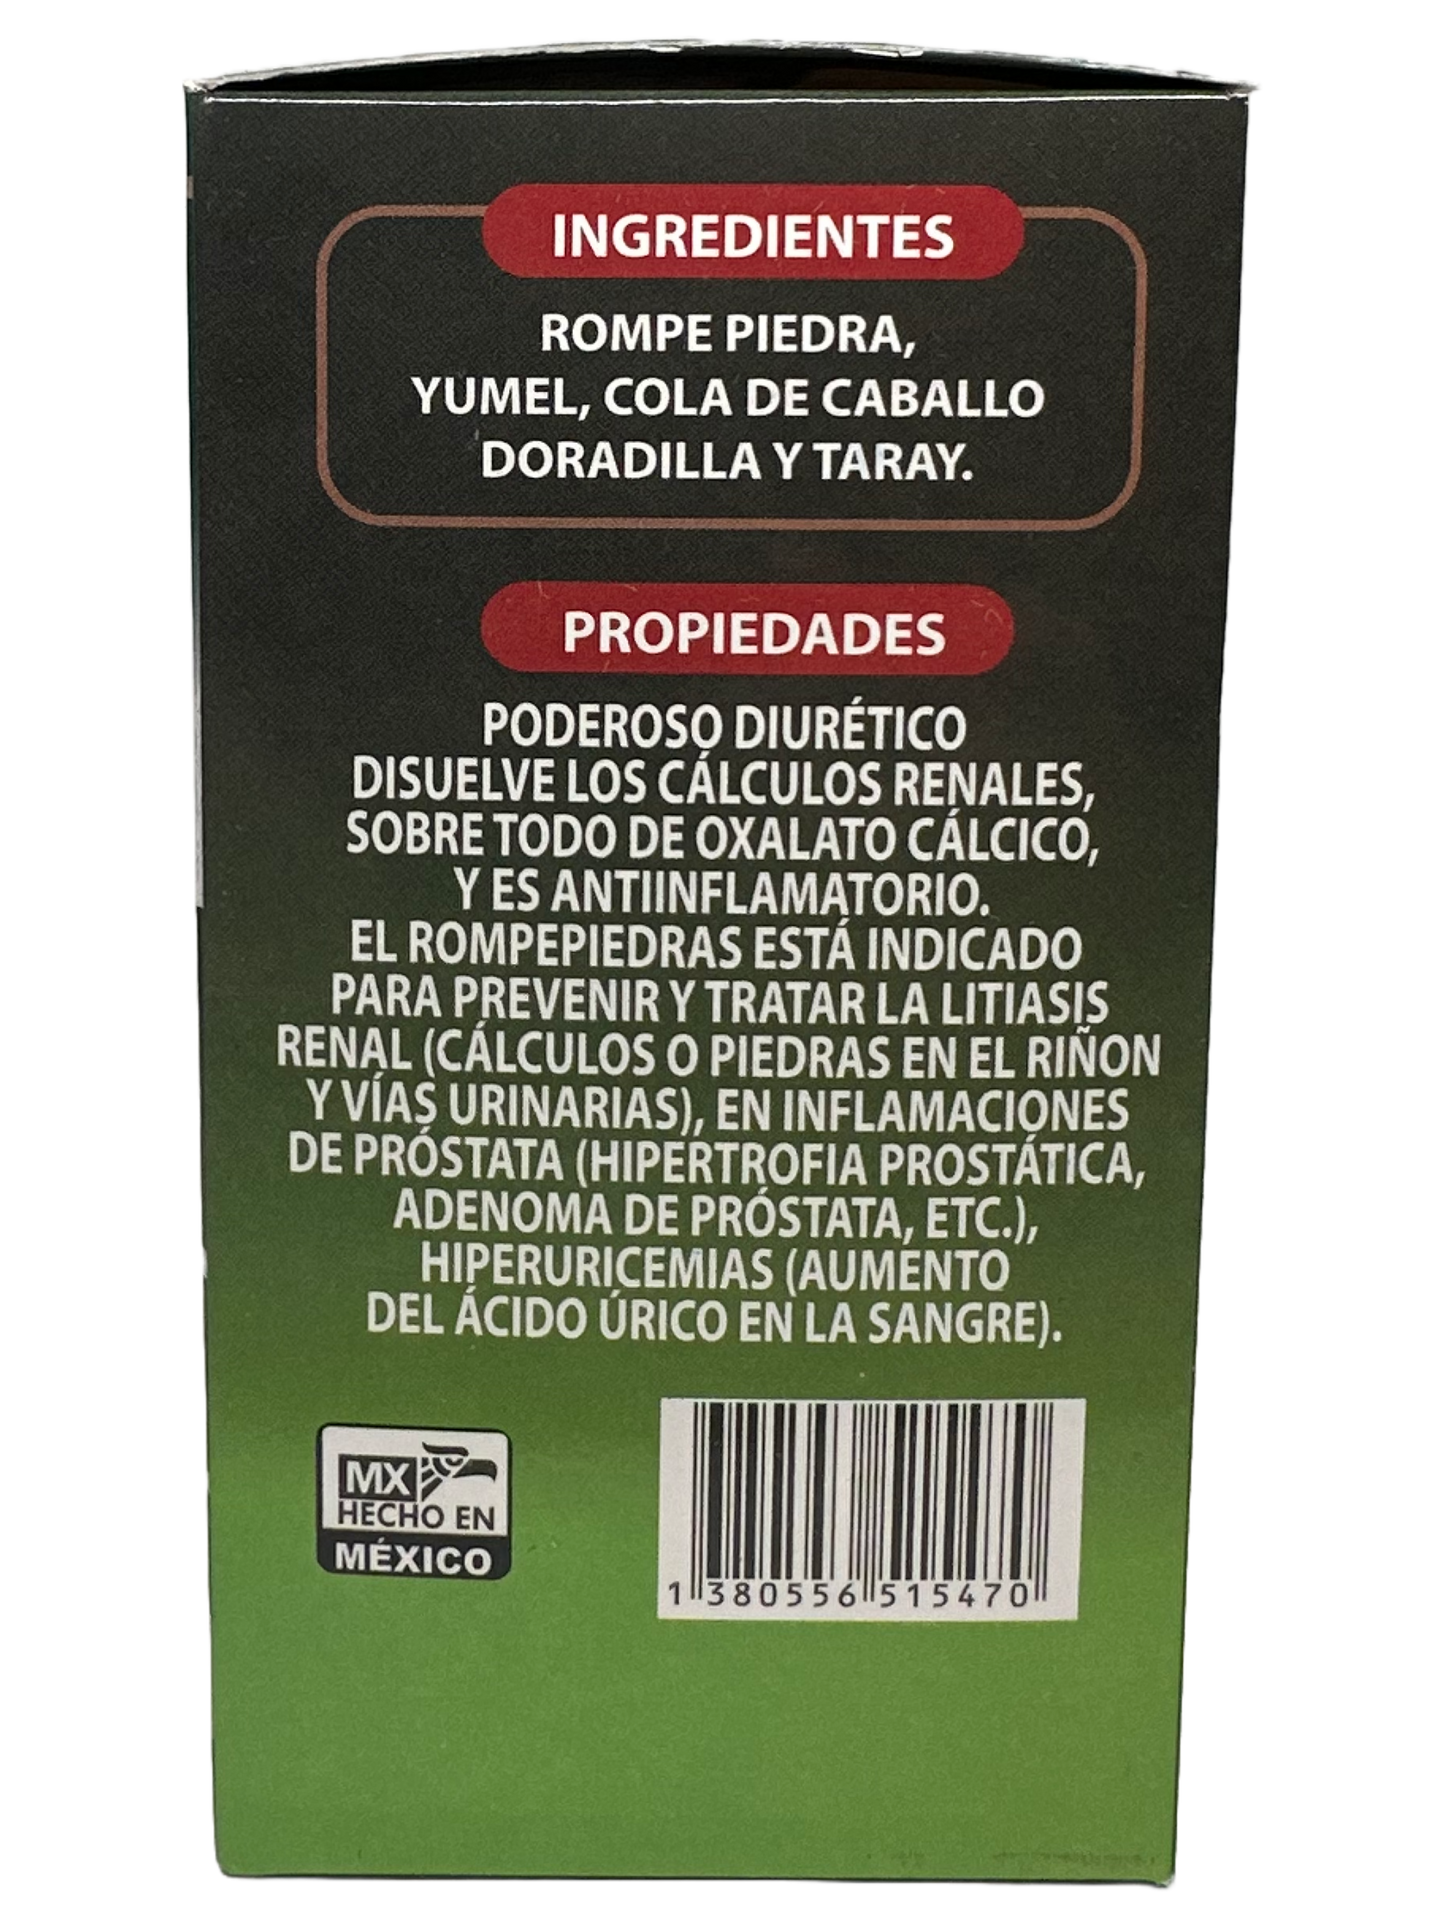 INGREDIENTES
ROMPE PIEDRA,
YUMEL, COLA DE CABALLO
DORADILLA Y TARAY.
PROPIEDADES
PODEROSO DIURÉTICO
DISUELVE LOS CÁLCULOS RENALES,
SOBRE TODO DE OXALATO CÁLCICO,
Y ES ANTIINFLAMATORIO.
EL ROMPEPIEDRAS ESTÁ INDICADO
PARA PREVENIR Y TRATAR LA LITIASIS
RENAL (CÁLCULOS O PIEDRAS EN EL RIÑON
Y VÍAS URINARIAS), EN INFLAMACIONES
DE PRÓSTATA (HIPERTROFIA PROSTÁTICA,
ADENOMA DE PRÓSTATA, ETC.),
HIPERURICEMIAS (AUMENTO
DEL ÁCIDO ÚRICO EN LA SANGRE).
MX
HECHO EN
MÉXICO
1 380556 515470